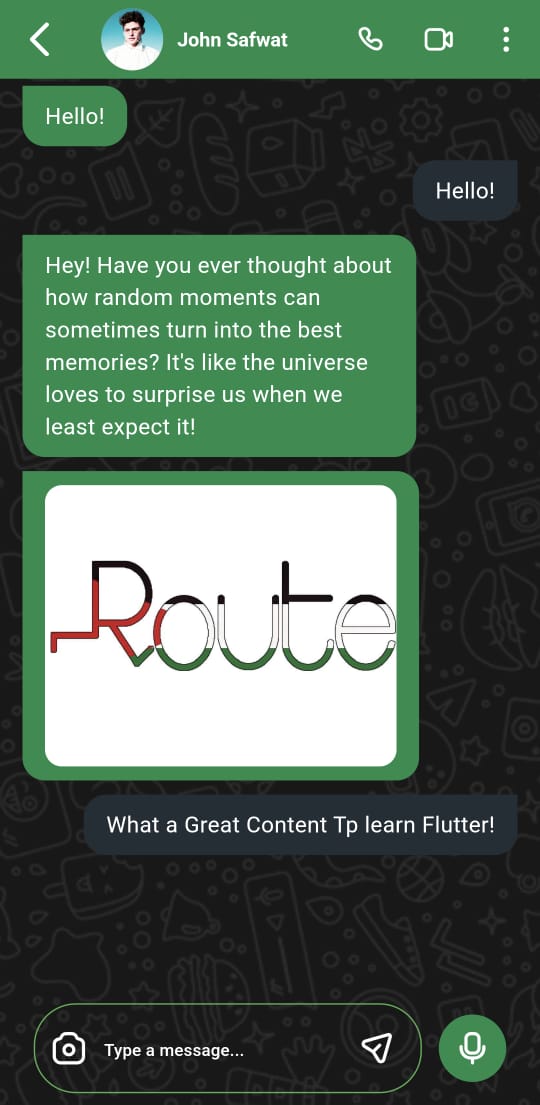 John Safwat
Hello!
Hello!
Hey! Have you ever thought about
how random moments can
sometimes turn into the best
memories? It's like the universe
loves to surprise us when we
least expect it!
Route
What a Great Content Tp learn Flutter!
Type a message...